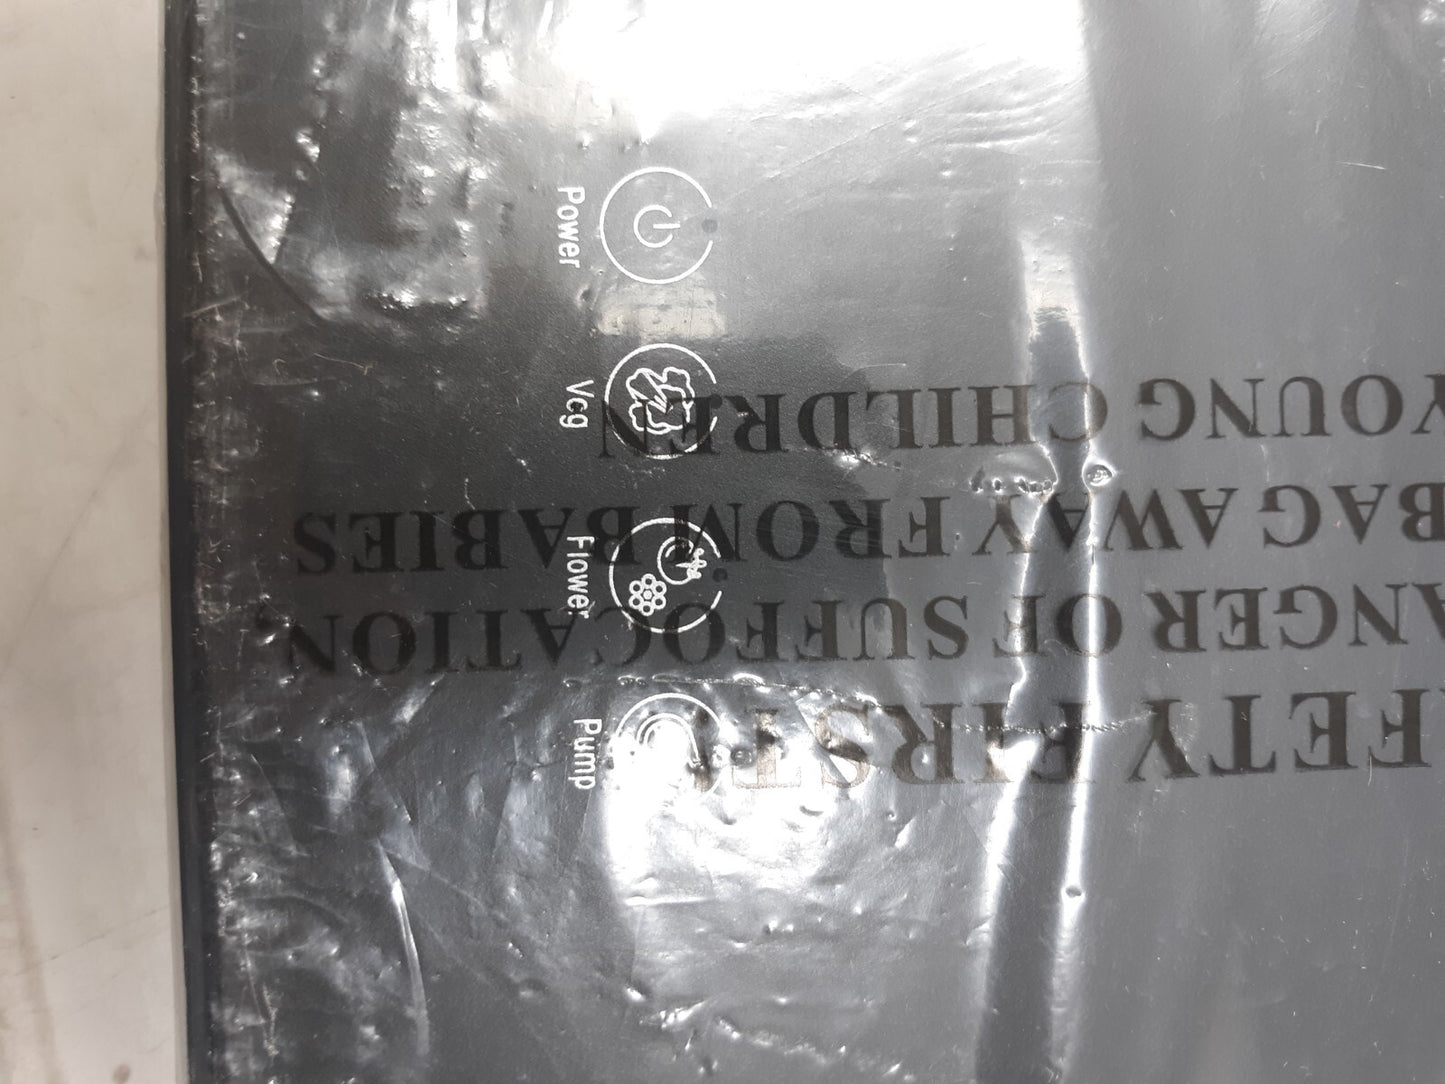 Power
Vcg
Flower
Pump
FETY FIRST!
ANGER OF SUFFOCATION,
BAG AWAY FROM BABIES
YOUNG CHILDREN